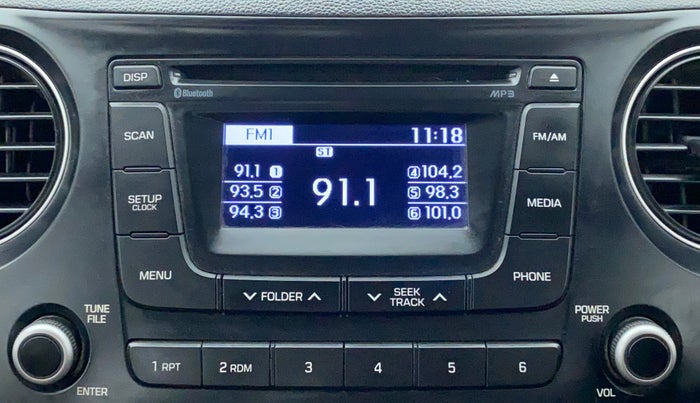 DISP
Bluetooth
MP3
SCAN
FM1
11:18
FM/AM
ST
91.1 1
4 104.2
93.5 2
91.1
5 98.3
94.3 3
6 101.0
SETUP
CLOCK
MEDIA
MENU
FOLDER
SEEK
TRACK
PHONE
TUNE
FILE
POWER
PUSH
1 RPT
2 RDM
3
4
5
6
ENTER
VOL